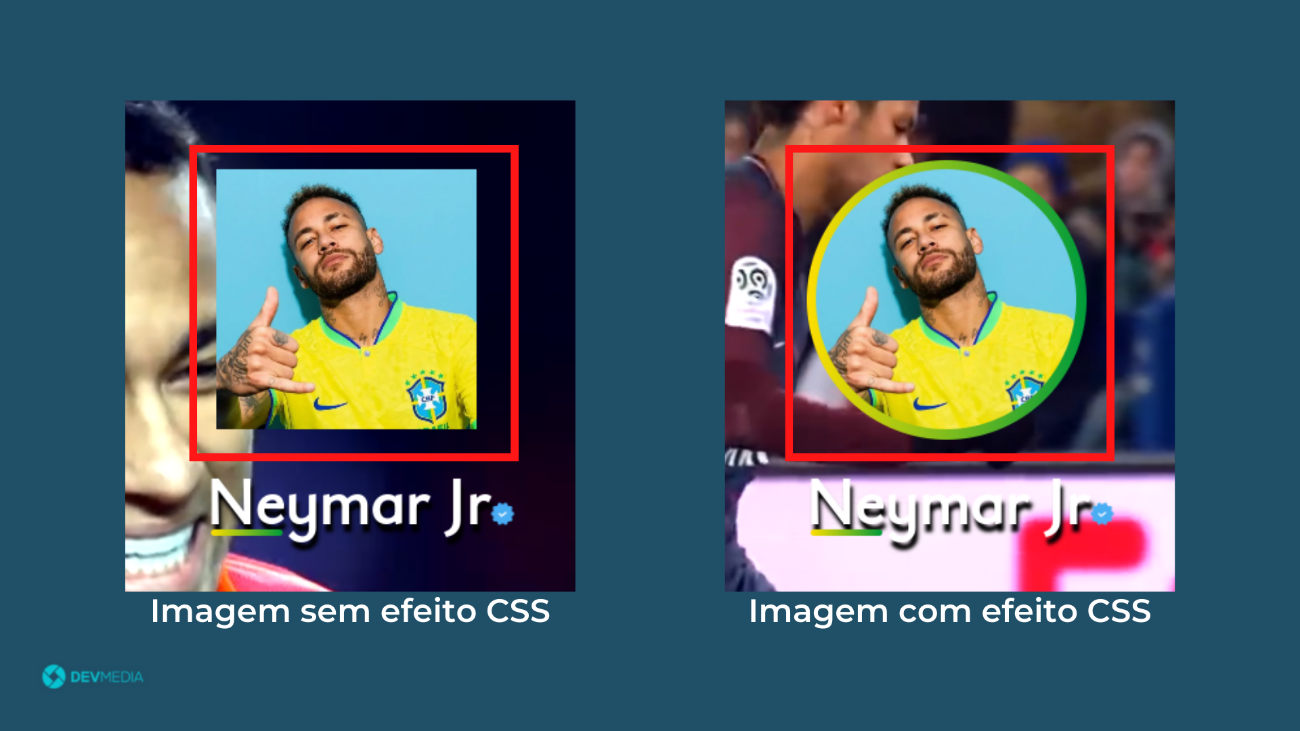 Neymar Jr
Neymar Jr
Imagem sem efeito CSS
Imagem com efeito CSS
DEVMEDIA